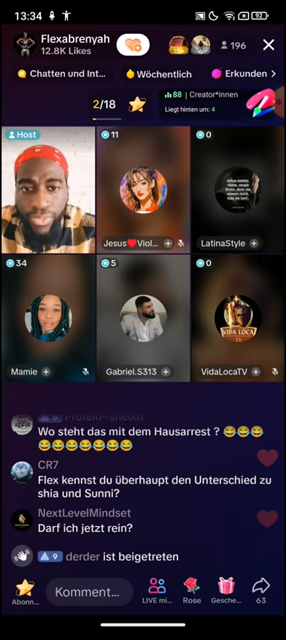 13:34
92
Flexabrenyah
12.8K Likes
196
Chatten und Int...
Wöchentlich
Erkunden
2/18
88 | Creator*innen
Liegt hinten um: 4
Host
11
0
Jesus❤️Viol...
LatinaStyle
34
5
0
VIDA LOCA
Mamie
Gabriel.S313
VidaLocaTV
Wo steht das mit dem Hausarrest ? 😂😂😂
😂😂😂😂😂😂😂
CR7
Flex kennst du überhaupt den Unterschied zu
shia und Sunni?
NextLevelMindset
Darf ich jetzt rein?
9 derder ist beigetreten
Abonn...
Komment...
LIVE mi...
Rose
Gesche...
63